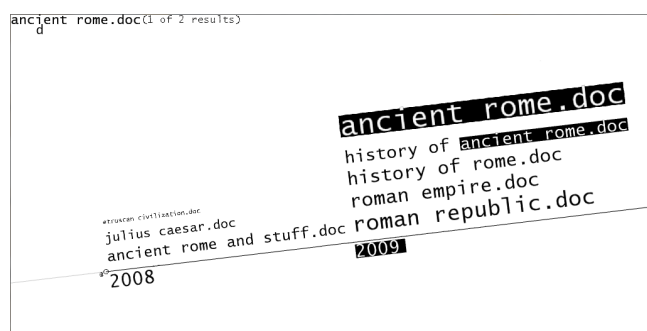 ancient rome.doc(1 of 2 results)
d
ancient rome.doc
history of ancient rome.doc
history of rome.doc
roman empire.doc
roman republic.doc
2009
etruscan civilization.doc
julius caesar.doc
ancient rome and stuff.doc
2008